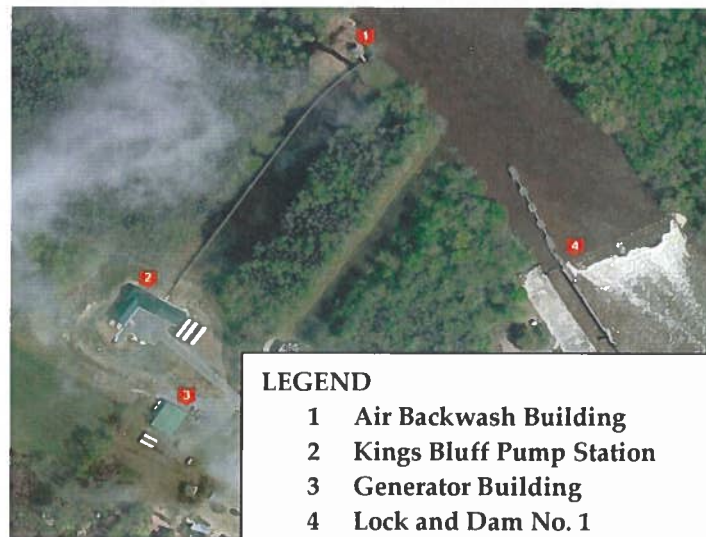 1
4
2
3
LEGEND
1 Air Backwash Building
2 Kings Bluff Pump Station
3 Generator Building
4 Lock and Dam No. 1